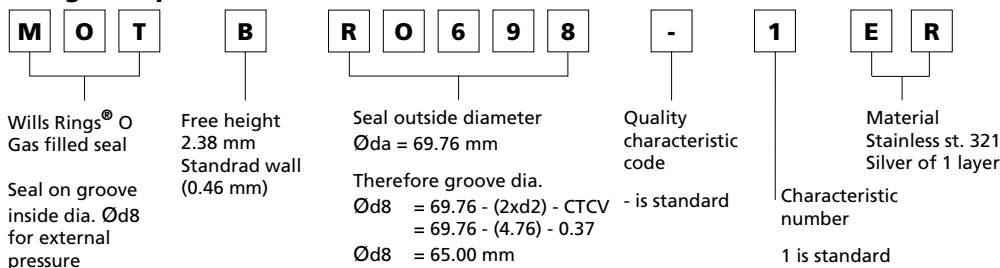 M O T B R O 6 9 8 - 1 E R
Wills Rings® O
Gas filled seal
Seal on groove
inside dia. Ød8
for external
pressure
Free height
2.38 mm
Standrad wall
(0.46 mm)
Seal outside diameter
Øda = 69.76 mm
Therefore groove dia.
Ød8 = 69.76 - (2xd2) - CTCV
= 69.76 - (4.76) - 0.37
Ød8 = 65.00 mm
Quality
characteristic
code
- is standard
Characteristic
number
1 is standard
Material
Stainless st. 321
Silver of 1 layer